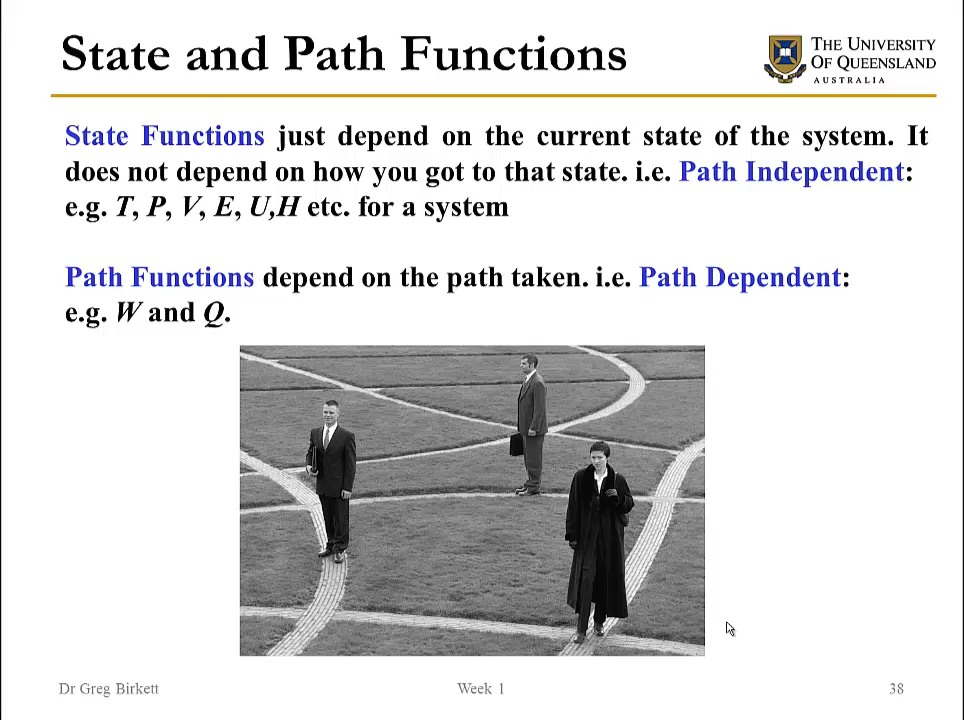 State and Path Functions
THE UNIVERSITY
OF QUEENSLAND
AUSTRALIA
State Functions just depend on the current state of the system. It
does not depend on how you got to that state. i.e. Path Independent:
e.g. T, P, V, E, U,H etc. for a system
Path Functions depend on the path taken. i.e. Path Dependent:
e.g. W and Q.
Dr Greg Birkett
Week 1
38